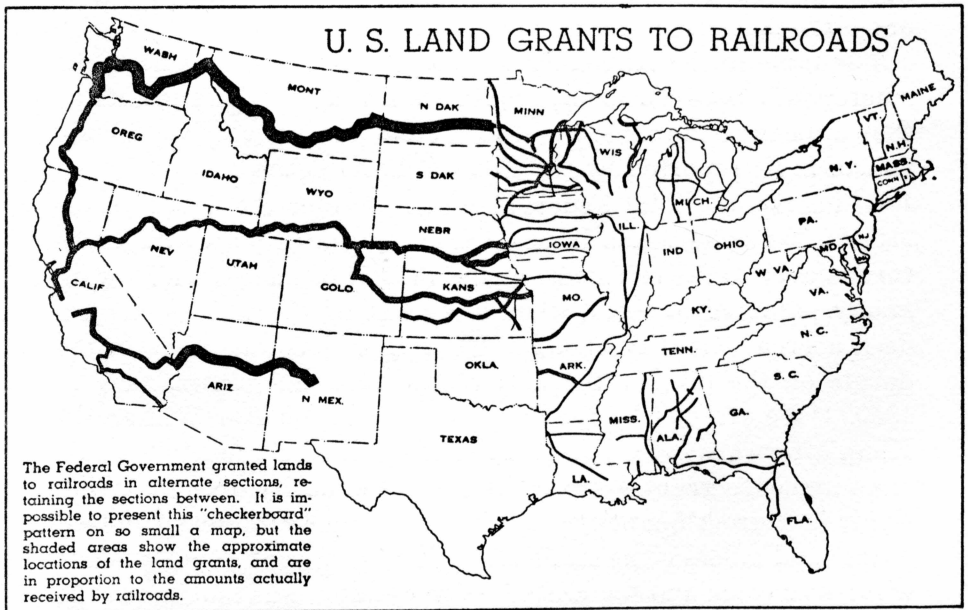 U. S. LAND GRANTS TO RAILROADS
WASH
MONT
N DAK
MINN
MAINE
VT.
N.H.
OREG
IDAHO
WYO
S DAK
WIS
MICH.
N. Y.
MASS.
CONN
NEBR
IOWA
ILL.
IND
OHIO
PA.
N.J.
MD.
NEV
UTAH
COLO.
KANS
MO.
W VA.
VA.
CALIF
KY.
N. C.
TENN.
OKLA.
ARK.
S. C.
ARIZ
N MEX.
MISS.
ALA.
GA.
TEXAS
LA.
FLA.
The Federal Government granted lands
to railroads in alternate sections, re-
taining the sections between. It is im-
possible to present this "checkerboard"
pattern on so small a map, but the
shaded areas show the approximate
locations of the land grants, and are
in proportion to the amounts actually
received by railroads.